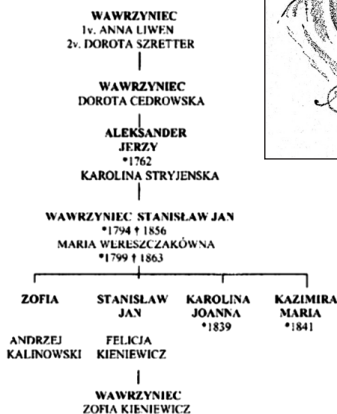 WAWRZYNIEC
1v. ANNA LIWEN
2v. DOROTA SZRETTER
WAWRZYNIEC
DOROTA CEDROWSKA
ALEKSANDER
JERZY
*1762
KAROLINA STRYJENSKA
WAWRZYNIEC STANISŁAW JAN
*1794 † 1856
MARIA WERESZCZAKÓWNA
*1799 † 1863
ZOFIA STANISŁAW KAROLINA KAZIMIRA
JAN JOANNA MARIA
*1839 *1841
ANDRZEJ FELICJA
KALINOWSKI KIENIEWICZ
WAWRZYNIEC
ZOFIA KIENIEWICZ